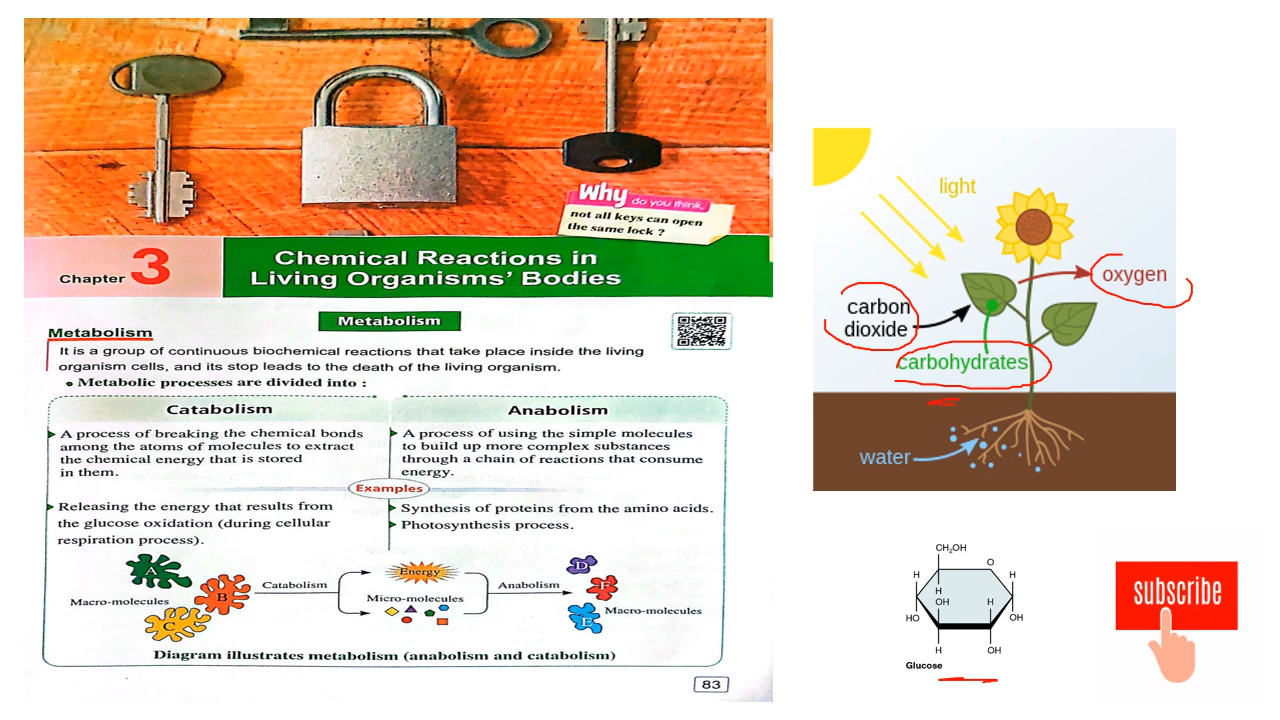 Why do you think,
not all keys can open
the same lock ?
Chapter 3
Chemical Reactions in
Living Organisms' Bodies
Metabolism
Metabolism
It is a group of continuous biochemical reactions that take place inside the living
organism cells, and its stop leads to the death of the living organism.
• Metabolic processes are divided into :
Catabolism
A process of breaking the chemical bonds
among the atoms of molecules to extract
the chemical energy that is stored
in them.
Anabolism
A process of using the simple molecules
to build up more complex substances
through a chain of reactions that consume
energy.
Examples
Releasing the energy that results from
the glucose oxidation (during cellular
respiration process).
Synthesis of proteins from the amino acids.
Photosynthesis process.
A
B
C
Macro-molecules
Catabolism
Energy
Micro-molecules
Anabolism
D
F
E
Macro-molecules
Diagram illustrates metabolism (anabolism and catabolism)
83
light
oxygen
carbon
dioxide
carbohydrates
water
CH₂OH
O
H
H
H
OH
H
HO
OH
H
OH
Glucose
subscribe